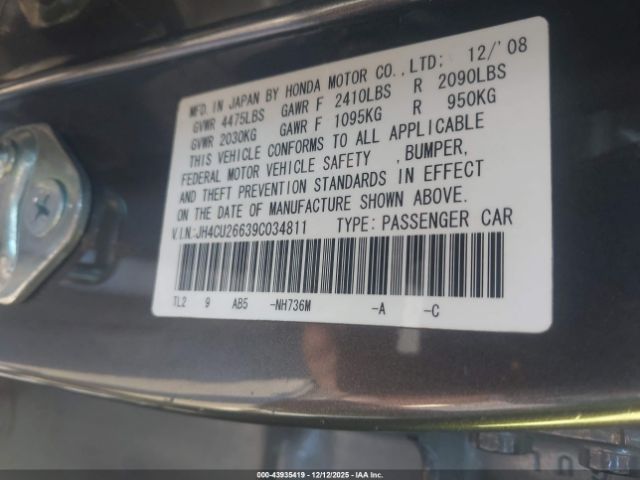 MFD. IN JAPAN BY HONDA MOTOR CO.,LTD: 12/'08
GVWR 4475LBS GAWR F 2410LBS R 2090LBS
GVWR 2030KG GAWR F 1095KG R 950KG
THIS VEHICLE CONFORMS TO ALL APPLICABLE
FEDERAL MOTOR VEHICLE SAFETY ,BUMPER,
AND THEFT PREVENTION STANDARDS IN EFFECT
ON THE DATE OF MANUFACTURE SHOWN ABOVE.
V.I.N:JH4CU26639C034811 TYPE:PASSENGER CAR
TL2 9 AB5 -NH736M -A -C
00-43935419 - 12/12/2025 - IAA Inc.